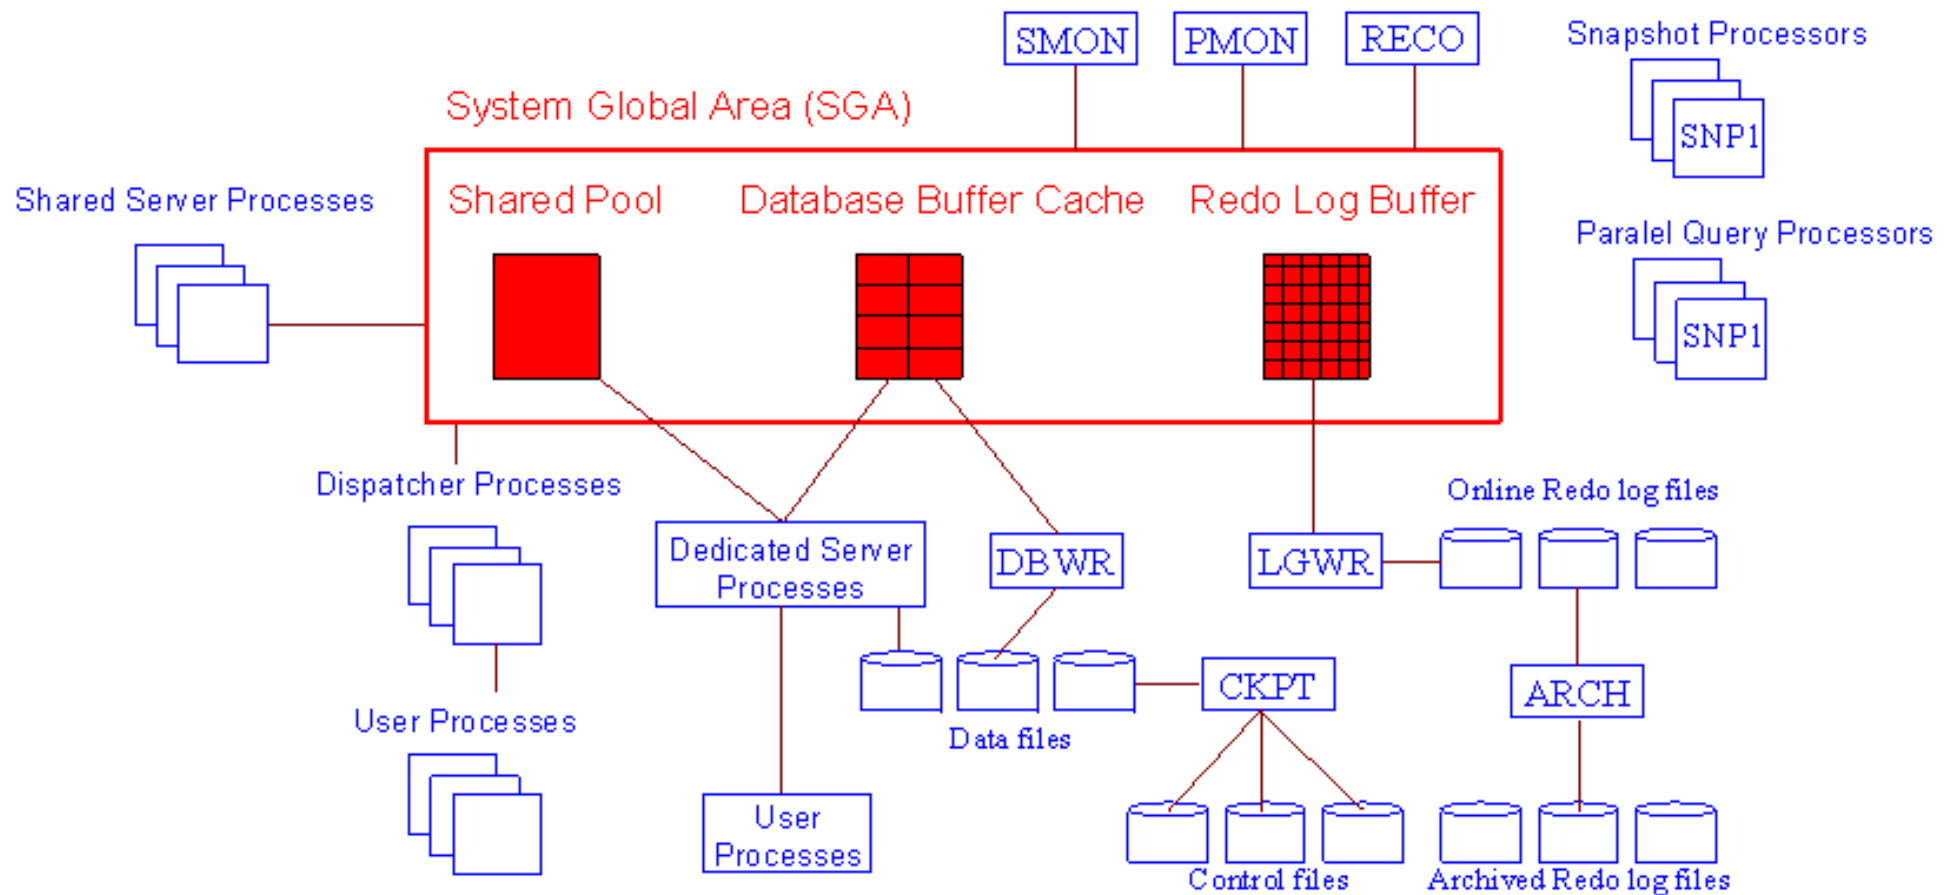 SMON
PMON
RECO
Snapshot Processors
SNP1
System Global Area (SGA)
Shared Server Processes
Shared Pool
Database Buffer Cache
Redo Log Buffer
Paralel Query Processors
SNP1
Dispatcher Processes
Online Redo log files
Dedicated Server
Processes
DBWR
LGWR
CKPT
ARCH
User Processes
Data files
User
Processes
Control files
Archived Redo log files